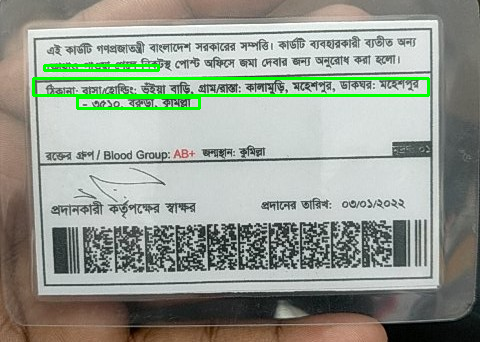 এই কার্ডটি গণপ্রজাতন্ত্রী বাংলাদেশ সরকারের সম্পত্তি। কার্ডটি ব্যবহারকারী ব্যতীত অন্য
নিকটস্থ পোস্ট অফিসে জমা দেবার জন্য অনুরোধ করা হলো।
ঠিকানা: বাসা/হোল্ডিং: ভূঁইয়া বাড়ি, গ্রাম/রাস্তা: কালামুড়ি, মহেশপুর, ডাকঘর: মহেশপুর
- ৩৫১০, বরুড়া, কুমিল্লা
রক্তের গ্রুপ / Blood Group: AB+ জন্মস্থান: কুমিল্লা
প্রদানকারী কর্তৃপক্ষের স্বাক্ষর
প্রদানের তারিখ: ০৩/০১/২০২২